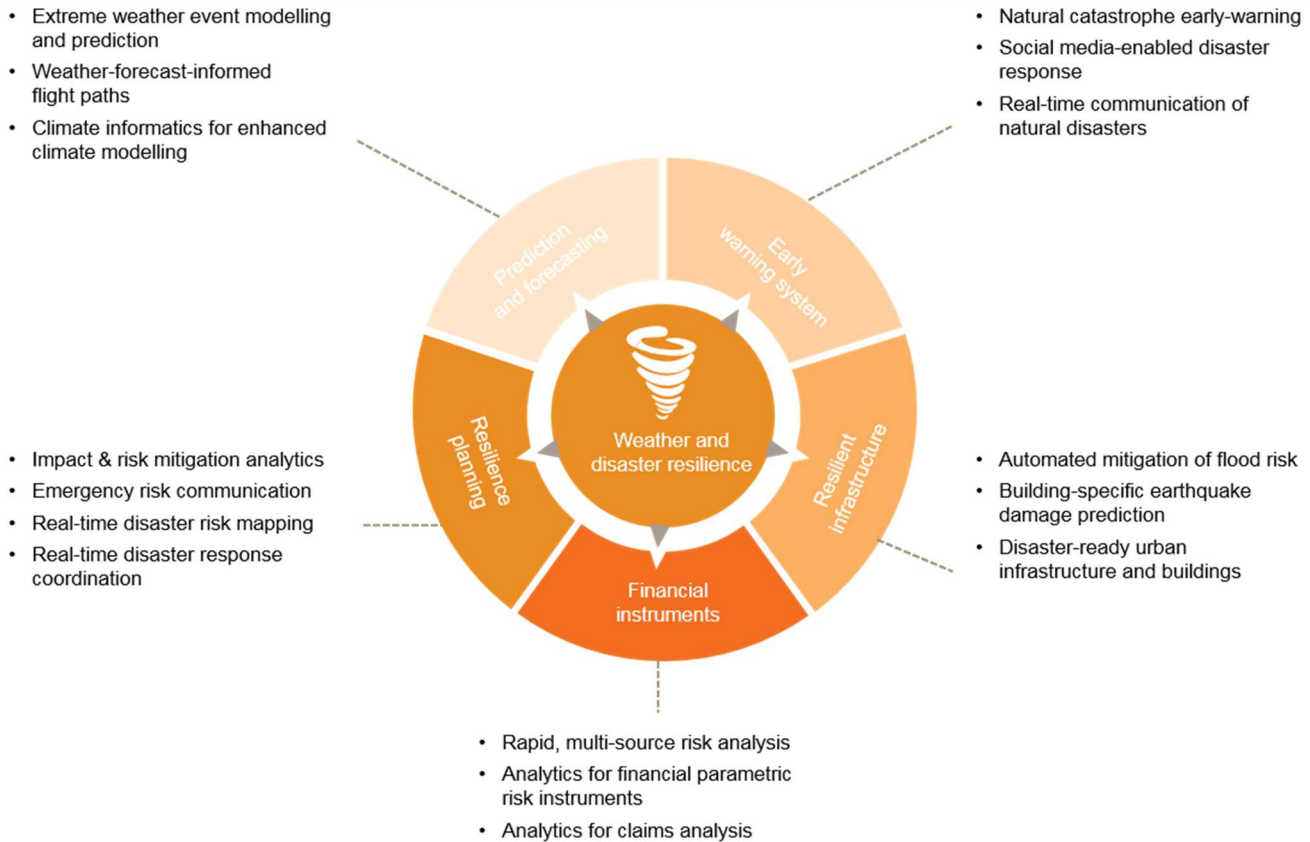 • Extreme weather event modelling
and prediction
• Weather-forecast-informed
flight paths
• Climate informatics for enhanced
climate modelling
• Natural catastrophe early-warning
• Social media-enabled disaster
response
• Real-time communication of
natural disasters
Prediction
and forecasting
Early
warning system
Weather and
disaster resilience
Resilience
planning
Resilient
infrastructure
Financial
instruments
• Impact & risk mitigation analytics
• Emergency risk communication
• Real-time disaster risk mapping
• Real-time disaster response
coordination
• Automated mitigation of flood risk
• Building-specific earthquake
damage prediction
• Disaster-ready urban
infrastructure and buildings
• Rapid, multi-source risk analysis
• Analytics for financial parametric
risk instruments
• Analytics for claims analysis